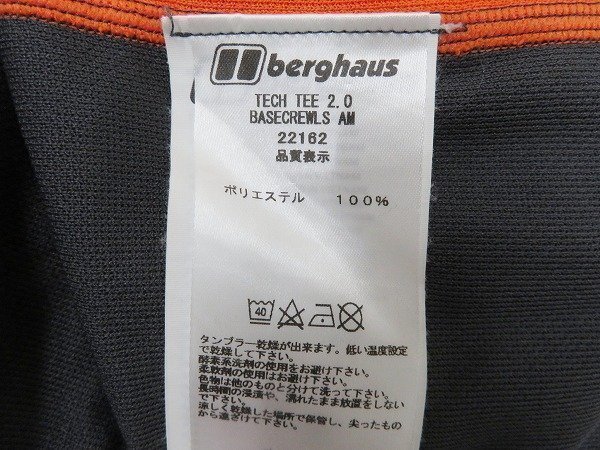 berghaus
TECH TEE 2.0
BASECREWLS AM
22162
品質表示
ポリエステル 100%
40
タンブラー乾燥が出来ます。低い温度設定
で乾燥して下さい。
酵素系洗剤の使用をお避け下さい。
柔軟剤の使用はお避け下さい。
色物は他のものと分けて洗って下さい。
長時間の浸漬や、濡れたまま放置をしない
で下さい。
涼しく乾燥した場所で保管し、尖ったもの
から遠ざけて下さい。